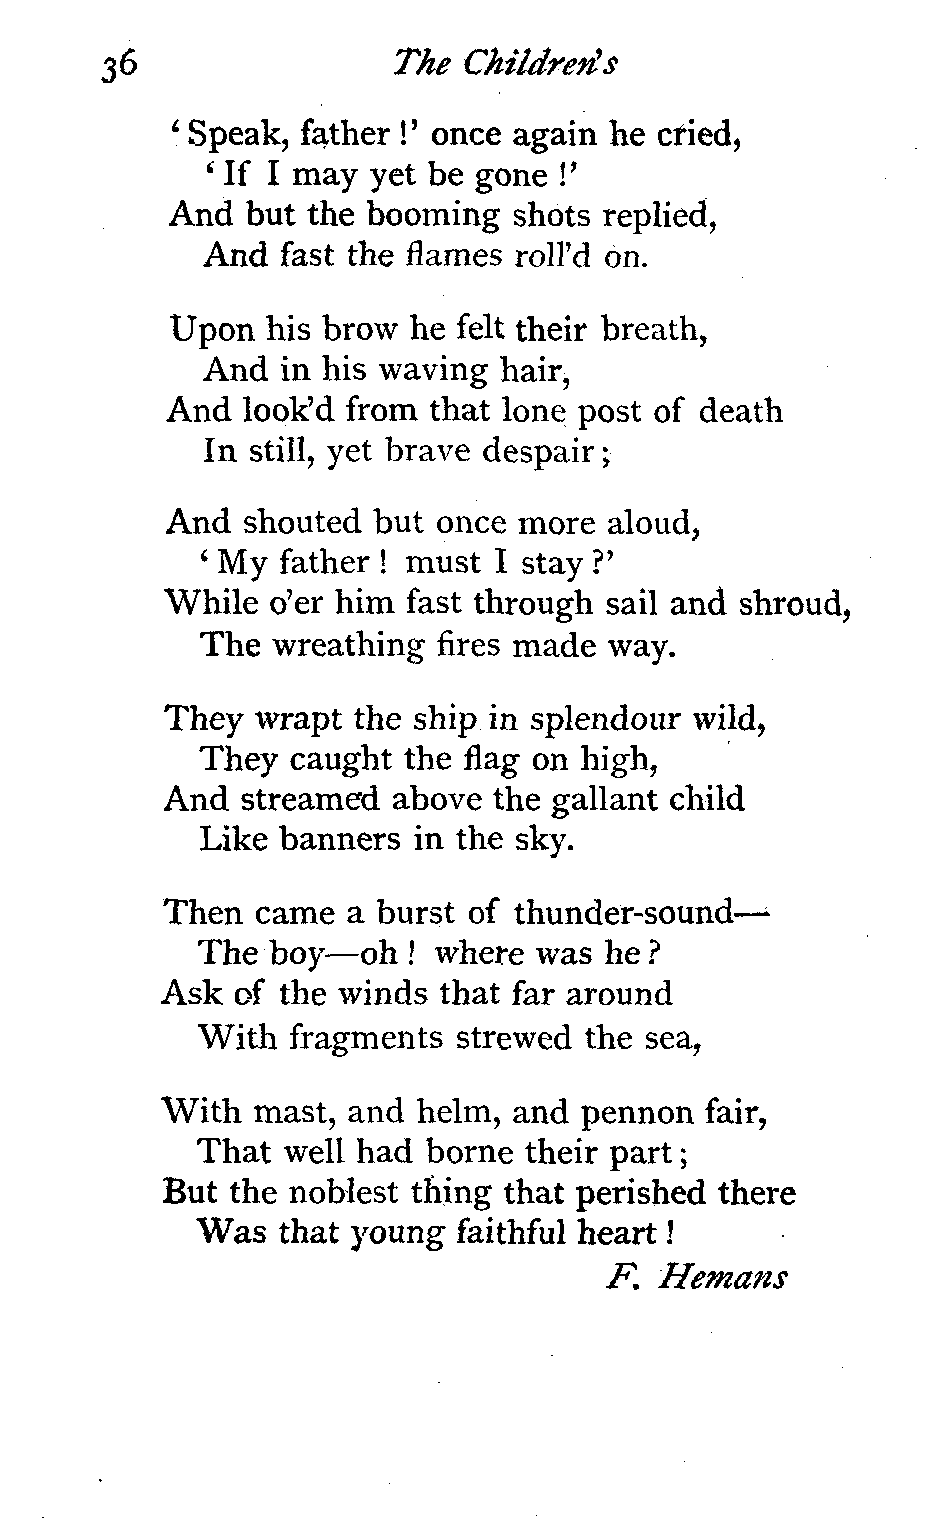 36 The Children's
‘Speak, father!’ once again he cried,
‘If I may yet be gone!’
And but the booming shots replied,
And fast the flames roll’d on.
Upon his brow he felt their breath,
And in his waving hair,
And look’d from that lone post of death
In still, yet brave despair;
And shouted but once more aloud,
‘My father! must I stay?’
While o’er him fast through sail and shroud,
The wreathing fires made way.
They wrapt the ship in splendour wild,
They caught the flag on high,
And streamed above the gallant child
Like banners in the sky.
Then came a burst of thunder-sound—
The boy—oh! where was he?
Ask of the winds that far around
With fragments strewed the sea,
With mast, and helm, and pennon fair,
That well had borne their part;
But the noblest thing that perished there
Was that young faithful heart!
F. Hemans